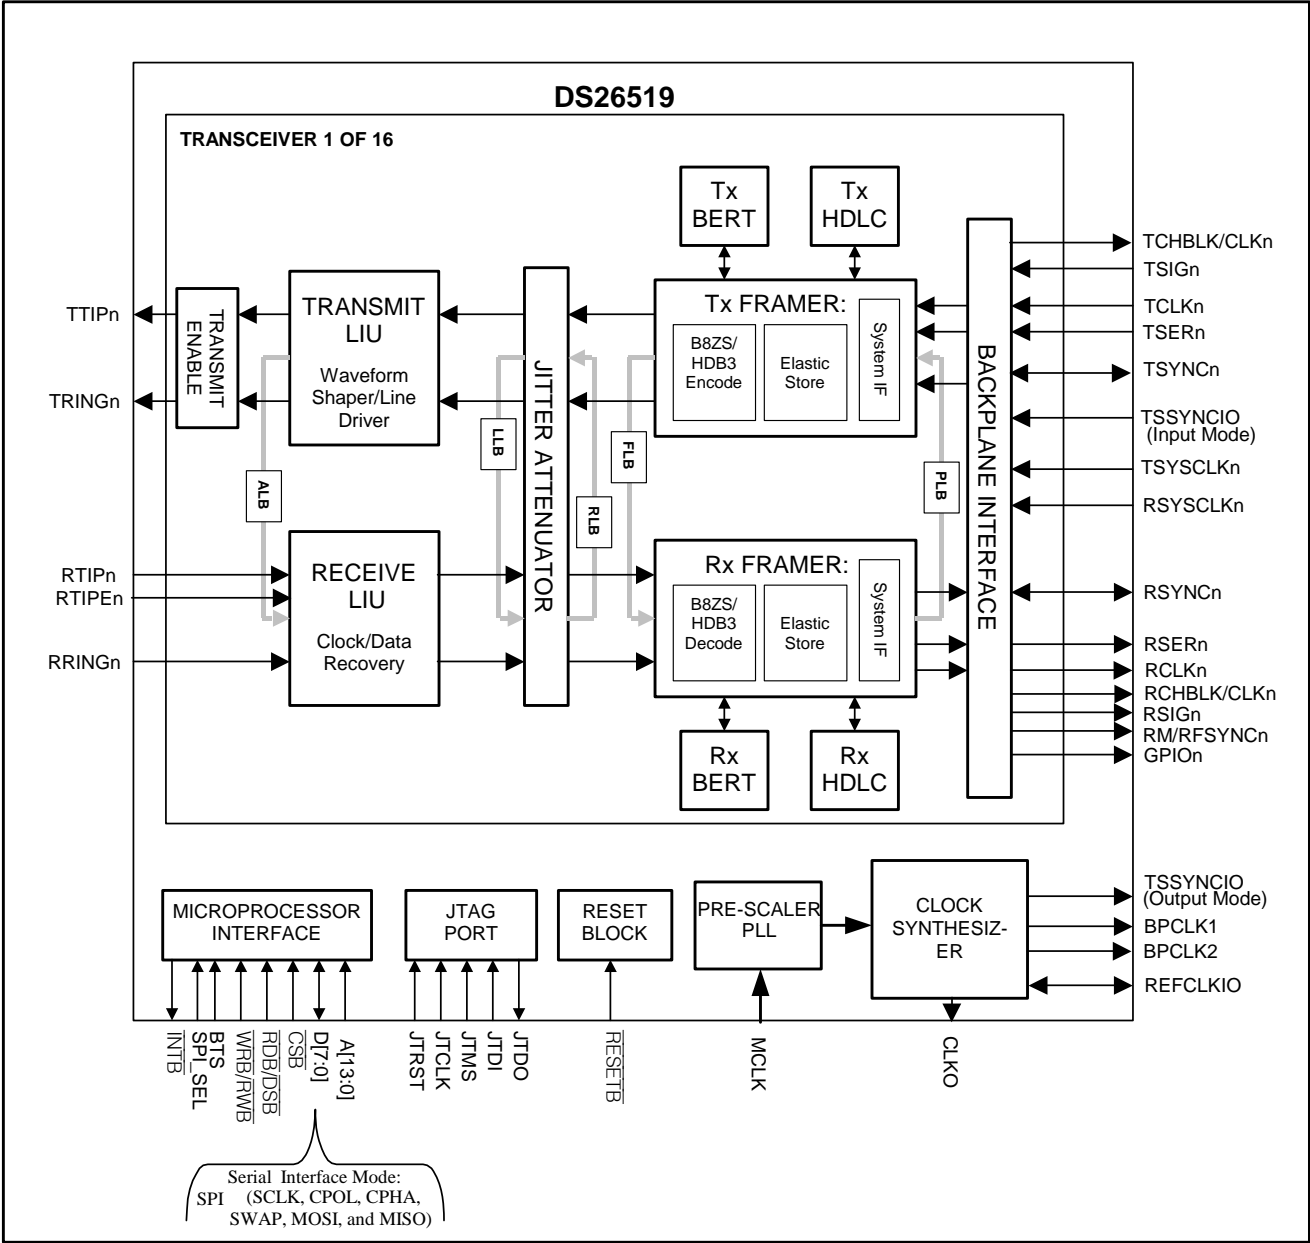 DS26519
TRANSCEIVER 1 OF 16
Tx
BERT
Tx
HDLC
TRANSMIT
ENABLE
TRANSMIT
LIU
Waveform
Shaper/Line
Driver
JITTER ATTENUATOR
Tx FRAMER:
B8ZS/
HDB3
Encode
Elastic
Store
System IF
BACKPLANE INTERFACE
TTIPn
TRINGn
RTIPn
RTIPEn
RRINGn
ALB
LLB
RLB
FLB
PLB
RECEIVE
LIU
Clock/Data
Recovery
Rx FRAMER:
B8ZS/
HDB3
Decode
Elastic
Store
System IF
Rx
BERT
Rx
HDLC
TCHBLK/CLKn
TSIGn
TCLKn
TSERn
TSYNCn
TSSYNCIO
(Input Mode)
TSYSCLKn
RSYSCLKn
RSYNCn
RSERn
RCLKn
RCHBLK/CLKn
RSIGn
RM/RFSYNCn
GPIOn
MICROPROCESSOR
INTERFACE
JTAG
PORT
RESET
BLOCK
PRE-SCALER
PLL
CLOCK
SYNTHESIZ-
ER
TSSYNCIO
(Output Mode)
BPCLK1
BPCLK2
REFCLKIO
INTB
SPI_SEL
BTS
WRB/RWB
RDB/DSB
CSB
D[7:0]
A[13:0]
JTRST
JTCLK
JTMS
JTDI
JTDO
RESETB
MCLK
CLKO
Serial Interface Mode:
SPI (SCLK, CPOL, CPHA,
SWAP, MOSI, and MISO)